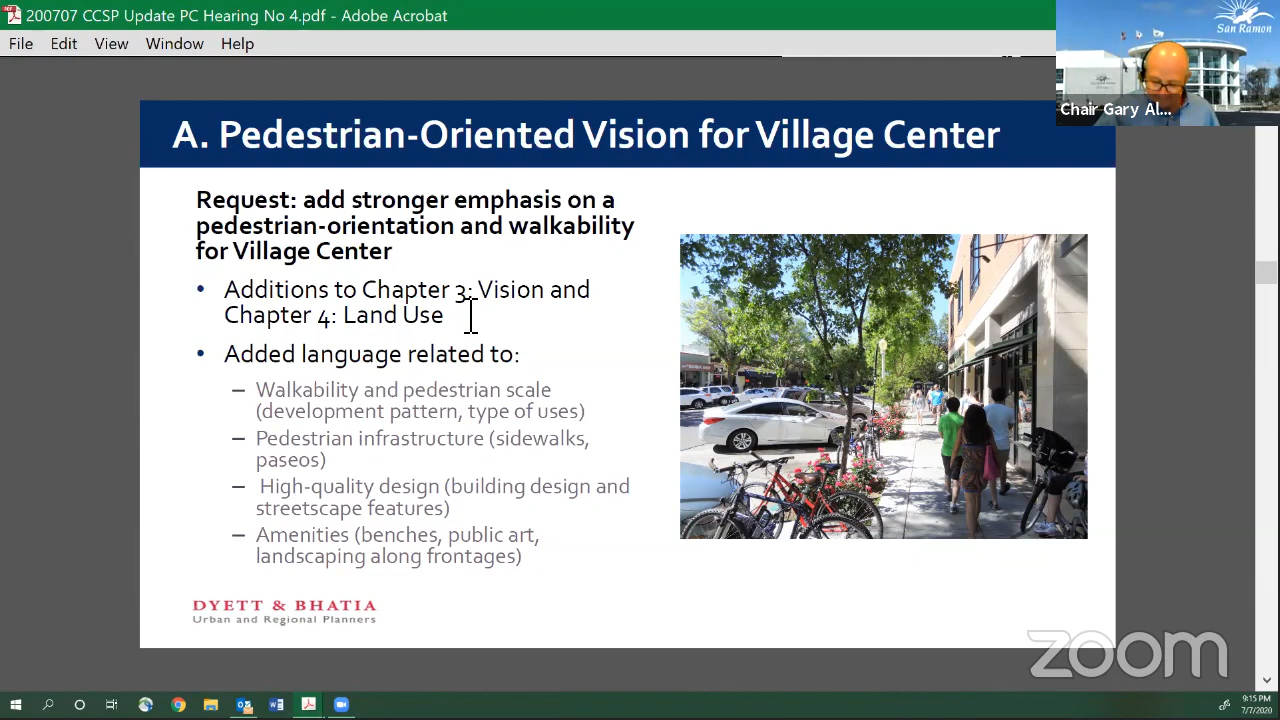 200707 CCSP Update PC Hearing No 4.pdf - Adobe Acrobat
File Edit View Window Help
San Ramon
Chair Gary Al...
A. Pedestrian-Oriented Vision for Village Center
Request: add stronger emphasis on a
pedestrian-orientation and walkability
for Village Center
• Additions to Chapter 3: Vision and
Chapter 4: Land Use
• Added language related to:
– Walkability and pedestrian scale
(development pattern, type of uses)
– Pedestrian infrastructure (sidewalks,
paseos)
– High-quality design (building design and
streetscape features)
– Amenities (benches, public art,
landscaping along frontages)
DYETT & BHATIA
Urban and Regional Planners
zoom
9:15 PM
7/7/2020